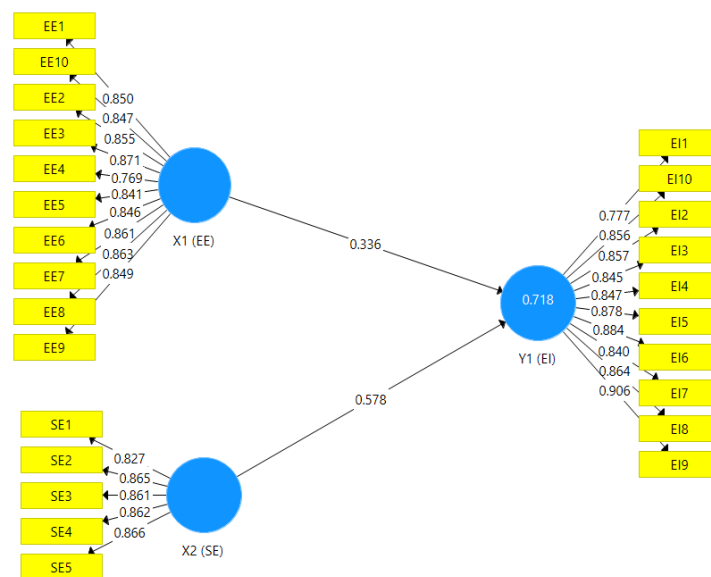 EE1
EE10
EE2
EE3
EE4
EE5
EE6
EE7
EE8
EE9
0.850
0.847
0.855
0.871
0.769
0.841
0.846
0.861
0.863
0.849
X1 (EE)
0.336
SE1
SE2
SE3
SE4
SE5
0.827
0.865
0.861
0.862
0.866
X2 (SE)
0.578
0.718
Y1 (EI)
0.777
0.856
0.857
0.845
0.847
0.878
0.884
0.840
0.864
0.906
EI1
EI10
EI2
EI3
EI4
EI5
EI6
EI7
EI8
EI9